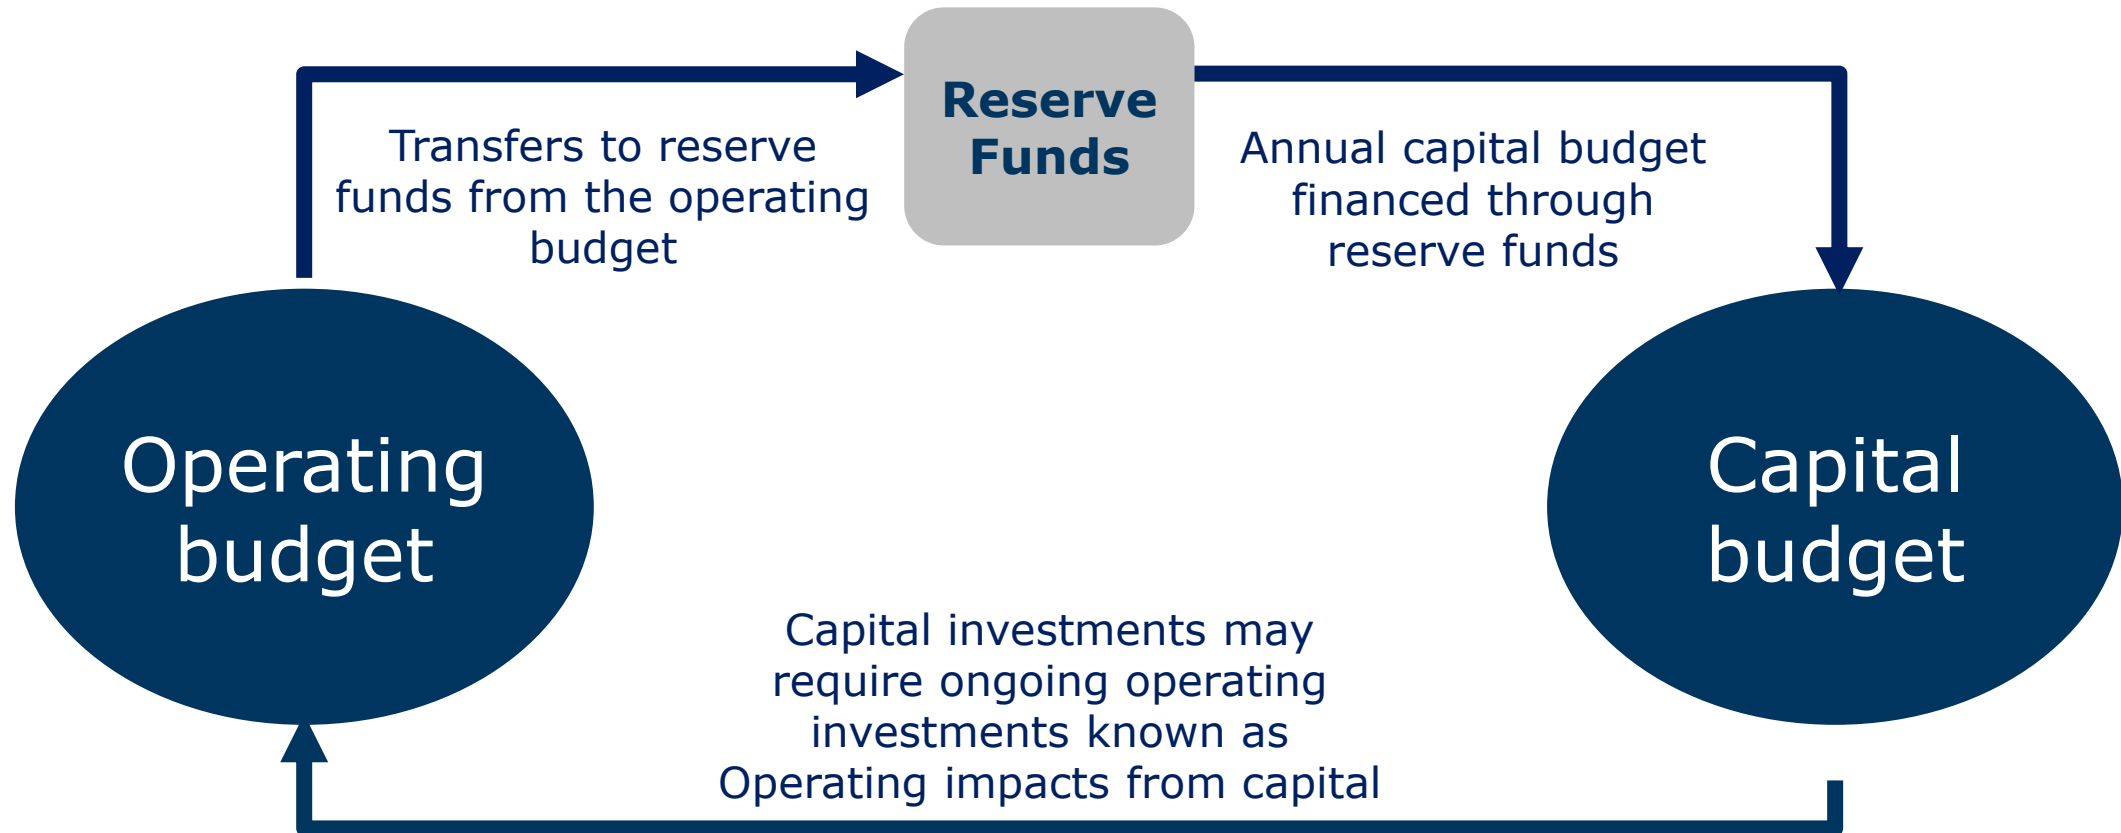 Reserve
Funds
Transfers to reserve
funds from the operating
budget
Annual capital budget
financed through
reserve funds
Operating
budget
Capital
budget
Capital investments may
require ongoing operating
investments known as
Operating impacts from capital